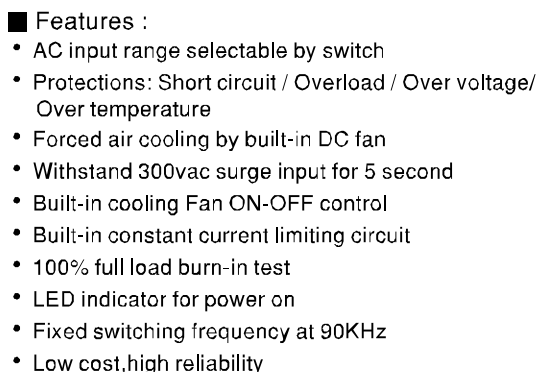 ■ Features :
• AC input range selectable by switch
• Protections: Short circuit / Overload / Over voltage/
Over temperature
• Forced air cooling by built-in DC fan
• Withstand 300vac surge input for 5 second
• Built-in cooling Fan ON-OFF control
• Built-in constant current limiting circuit
• 100% full load burn-in test
• LED indicator for power on
• Fixed switching frequency at 90KHz
• Low cost,high reliability